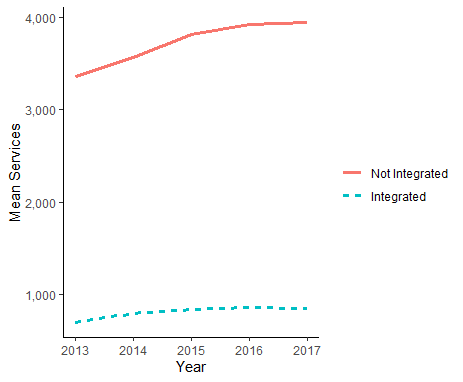 4,000
3,000
2,000
1,000
Mean Services
2013 2014 2015 2016 2017
Year
Not Integrated
Integrated